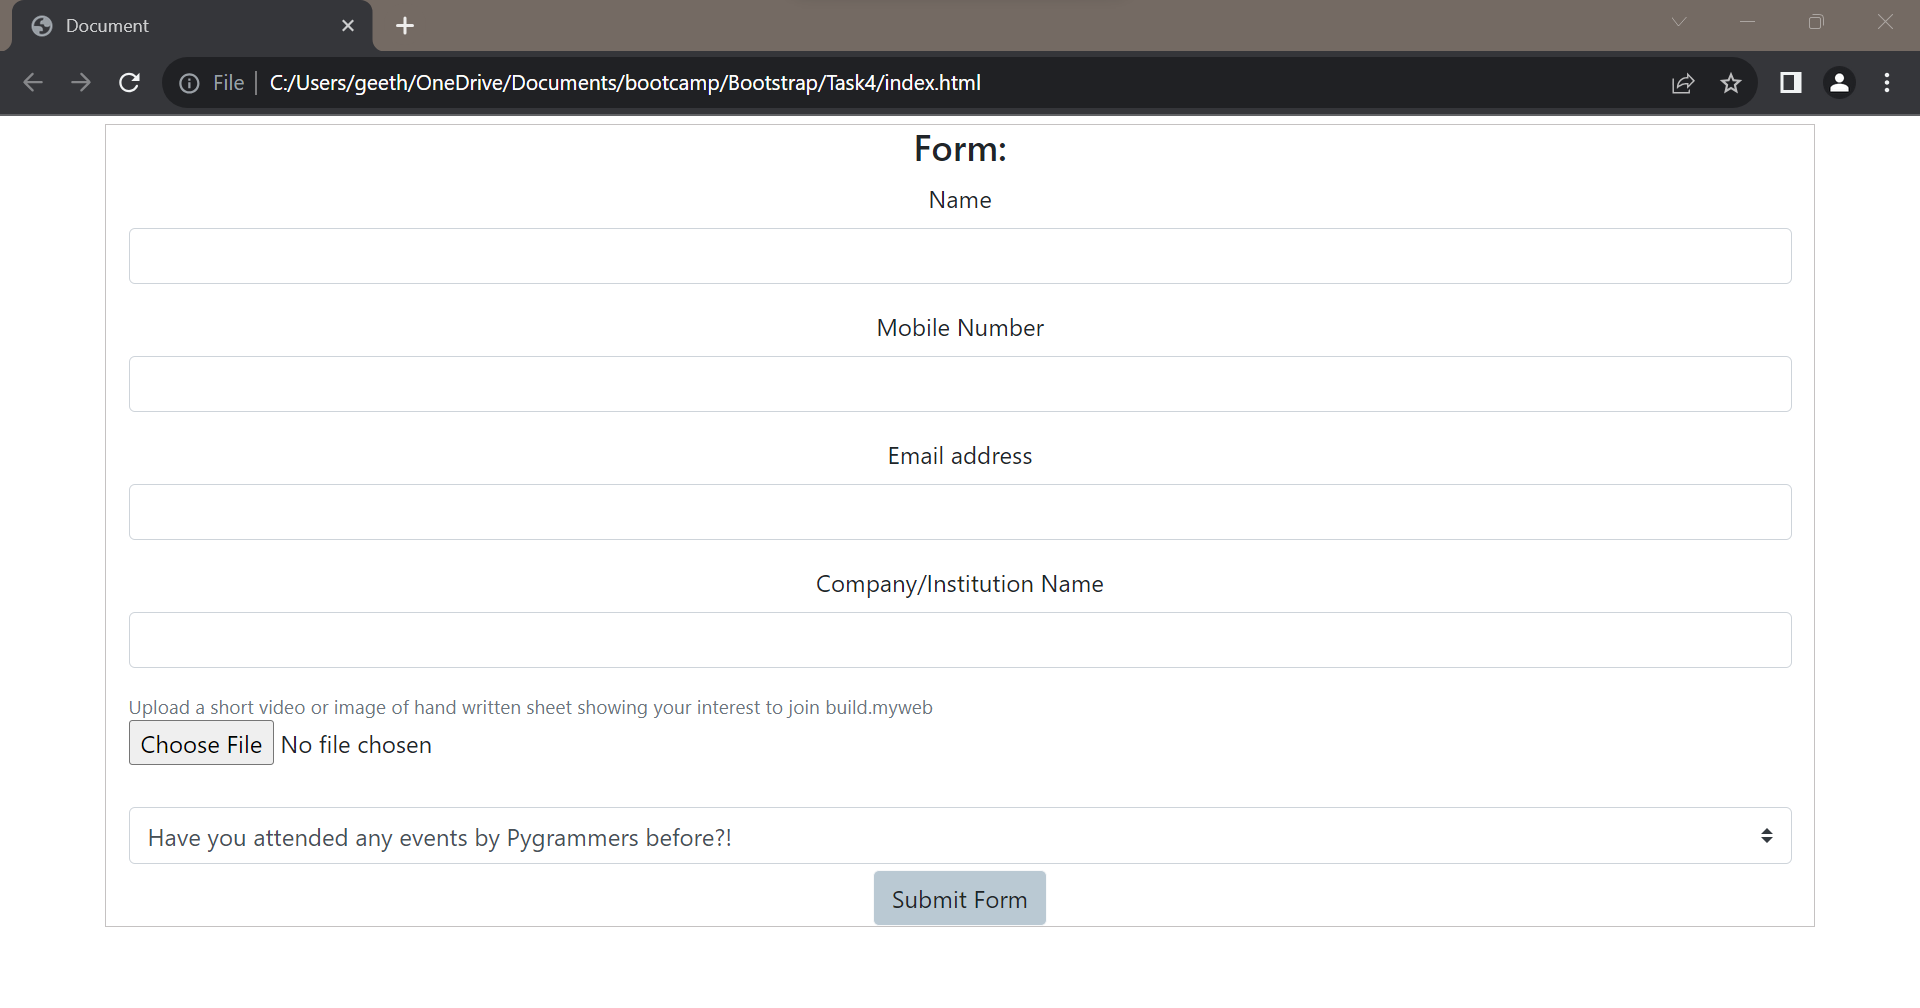 Document
File C:/Users/geeth/OneDrive/Documents/bootcamp/Bootstrap/Task4/index.html
Form:
Name
Mobile Number
Email address
Company/Institution Name
Upload a short video or image of hand written sheet showing your interest to join build.myweb
Choose File No file chosen
Have you attended any events by Pygrammers before?!
Submit Form